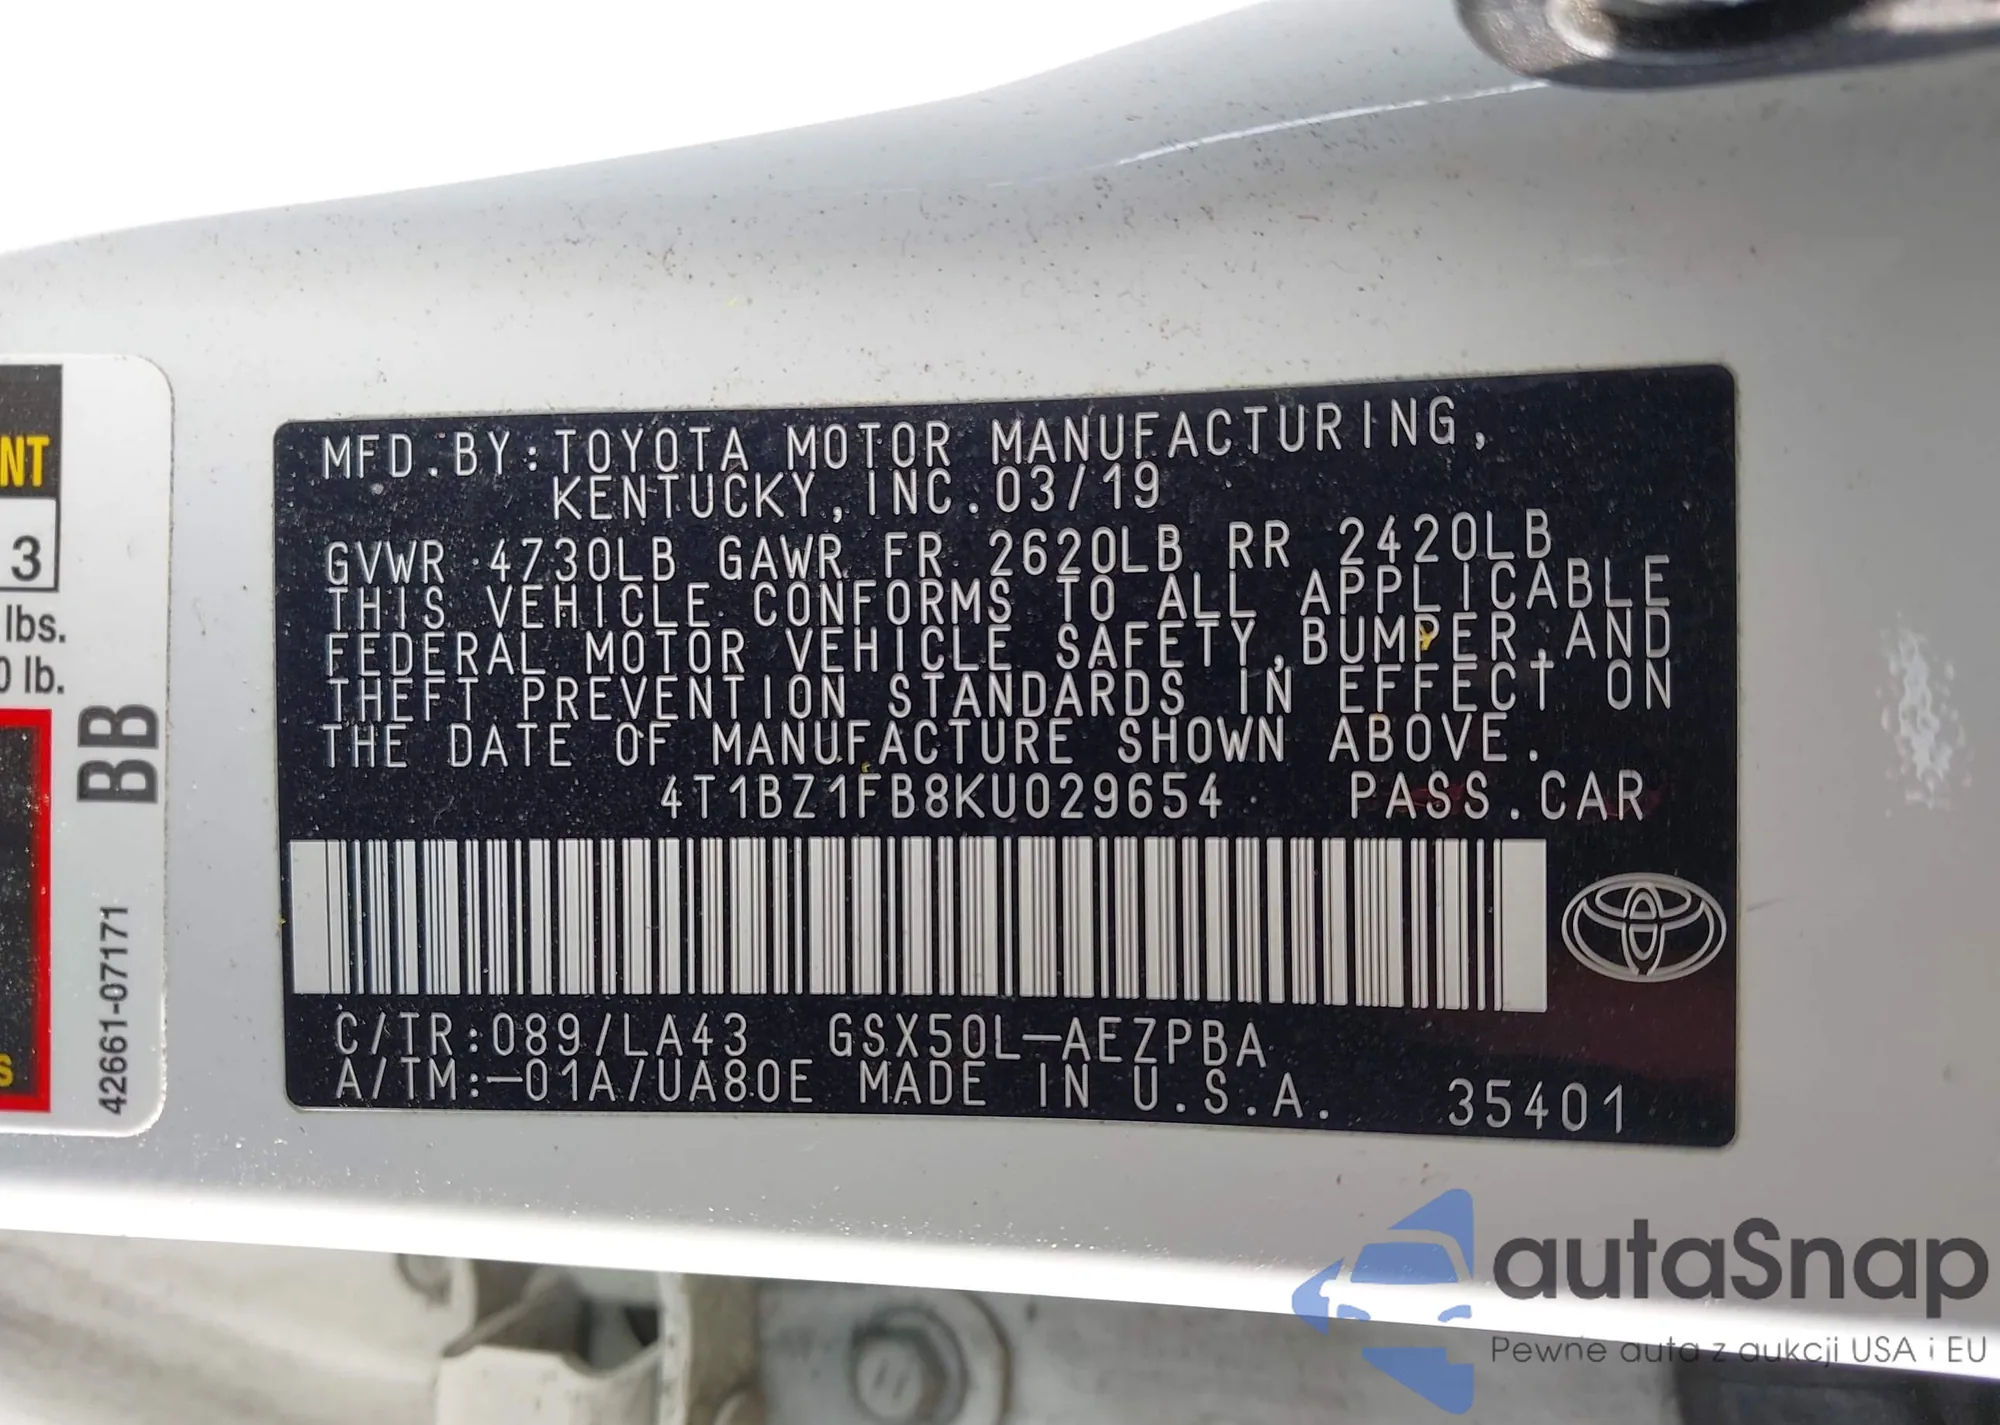 NT
3
lbs.
0 lb.
BB
42661-07171
s
MFD.BY:TOYOTA MOTOR MANUFACTURING,
KENTUCKY,INC.03/19
GVWR 4730LB GAWR FR 2620LB RR 2420LB
THIS VEHICLE CONFORMS TO ALL APPLICABLE
FEDERAL MOTOR VEHICLE SAFETY,BUMPER,AND
THEFT PREVENTION STANDARDS IN EFFECT ON
THE DATE OF MANUFACTURE SHOWN ABOVE.
4T1BZ1FB8KU029654 PASS.CAR
C/TR:089/LA43 GSX50L-AEZPBA
A/TM:-01A/UA80E MADE IN U.S.A. 35401
autaSnap
Pewne auta z aukcji USA i EU